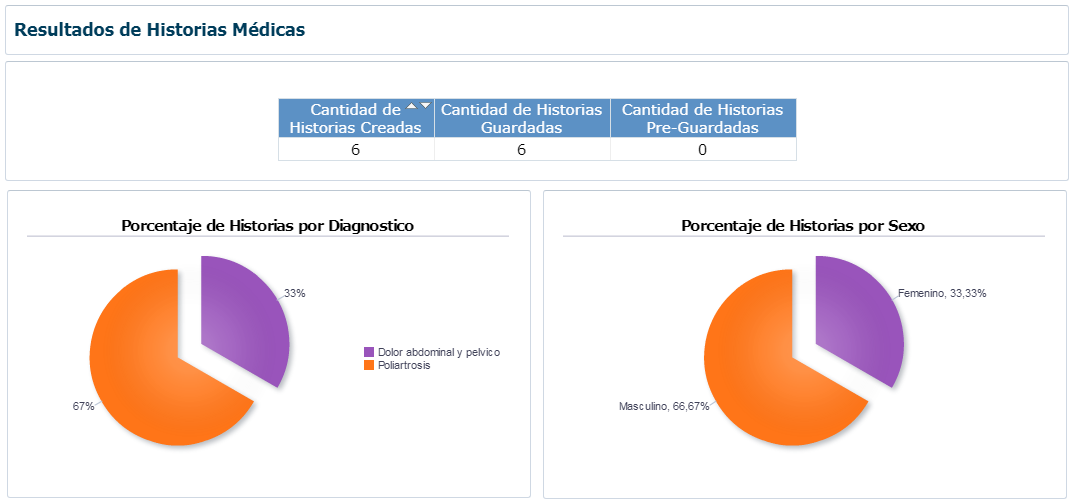 Resultados de Historias Médicas
Cantidad de
Historias Creadas
Cantidad de Historias
Guardadas
Cantidad de Historias
Pre-Guardadas
6
6
0
Porcentaje de Historias por Diagnostico
33%
67%
Dolor abdominal y pelvico
Poliartrosis
Porcentaje de Historias por Sexo
Femenino, 33,33%
Masculino, 66,67%